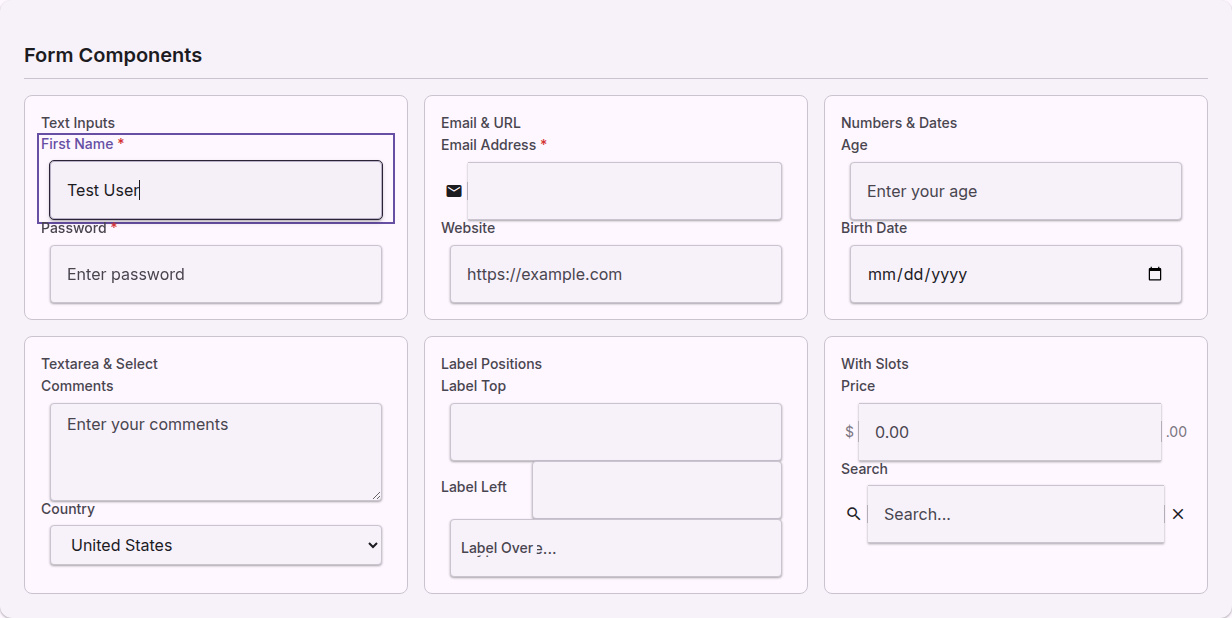 Form Components
Text Inputs
First Name *
Test User
Password *
Enter password
Email & URL
Email Address *
Website
https://example.com
Numbers & Dates
Age
Enter your age
Birth Date
mm/dd/yyyy
Textarea & Select
Comments
Enter your comments
Country
United States
Label Positions
Label Top
Label Left
Label Over
With Slots
Price
$ 0.00 .00
Search
Search...